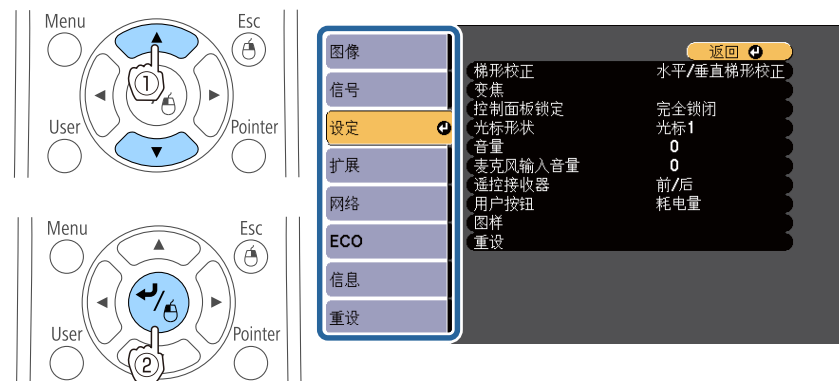 Menu
Esc
①
User
Pointer
Menu
Esc
User
Pointer
②
图像
信号
设定
扩展
网络
ECO
信息
重设
返回
梯形校正 水平/垂直梯形校正
变焦
控制面板锁定 完全锁闭
光标形状 光标1
音量 0
麦克风输入音量 0
遥控接收器 前/后
用户按钮 耗电量
图样
重设